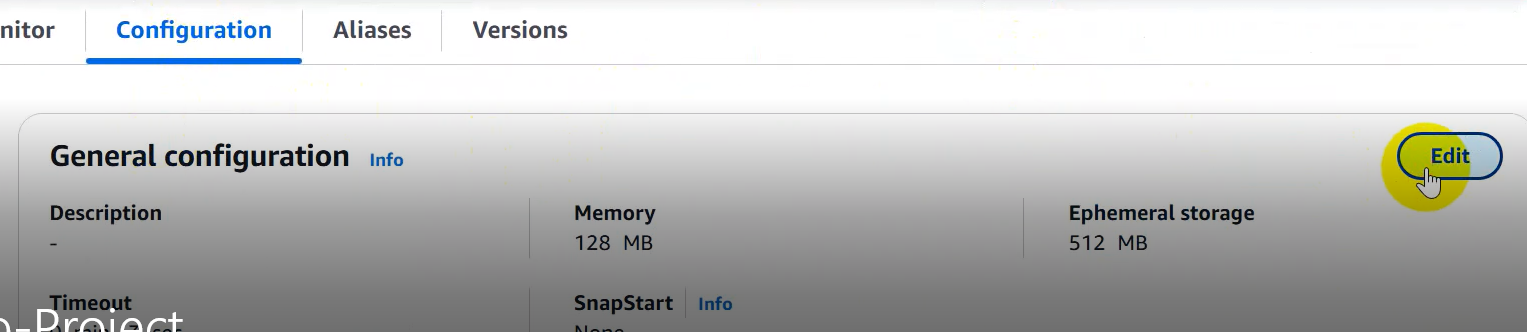 nitor Configuration Aliases Versions
General configuration Info Edit
Description Memory Ephemeral storage
- 128 MB 512 MB
Timeout SnapStart Info
o-Project
None